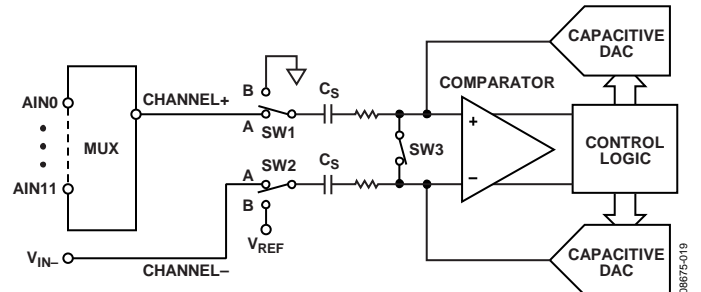 CAPACITIVE
DAC
B
CS
COMPARATOR
AIN0
CHANNEL+
A
SW1
+
MUX
SW3
CONTROL
LOGIC
SW2
CS
A
–
AIN11
B
VREF
VIN–
CHANNEL–
CAPACITIVE
DAC
08675-019